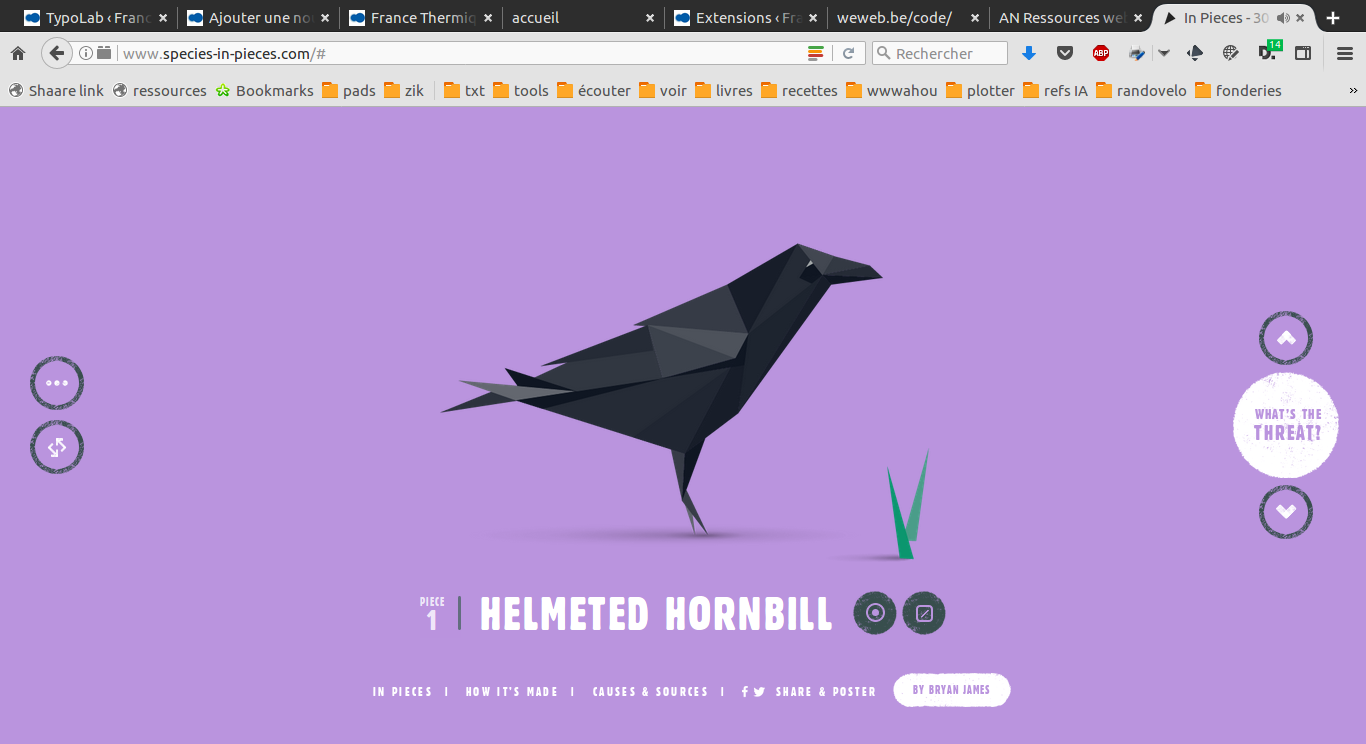 TypoLab ‹ Franc
Ajouter une no
France Thermiq
accueil
Extensions ‹ Fra
weweb.be/code/
AN Ressources we
In Pieces - 30
www.species-in-pieces.com/#
Rechercher
ABP
14
D.
Shaare link
ressources
Bookmarks
pads
zik
txt
tools
écouter
voir
livres
recettes
wwwahou
plotter
refs IA
randovelo
fonderies
WHAT'S THE
THREAT?
PIECE
1
HELMETED HORNBILL
IN PIECES | HOW IT'S MADE | CAUSES & SOURCES | SHARE & POSTER
BY BRYAN JAMES